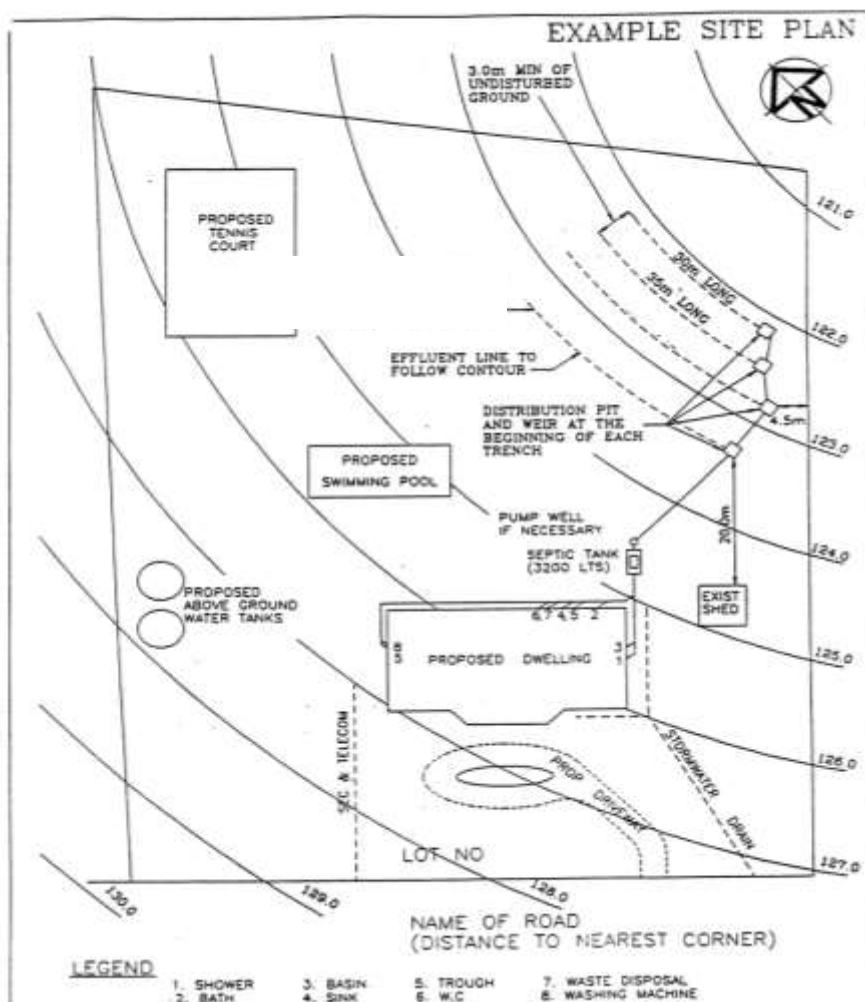 EXAMPLE SITE PLAN
3.0m MIN OF
UNDISTURBED
GROUND
121.0
PROPOSED
TENNIS
COURT
30m LONG
35m LONG
122.0
EFFLUENT LINE TO
FOLLOW CONTOUR
DISTRIBUTION PIT
AND WEIR AT THE
BEGINNING OF EACH
TRENCH
4.5m
123.0
PROPOSED
SWIMMING POOL
PUMP WELL
IF NECESSARY
20.0m
124.0
SEPTIC TANK
(3200 LTS)
PROPOSED
ABOVE GROUND
WATER TANKS
EXIST
SHED
6,7 4,5 2
8
5
PROPOSED DWELLING
3
1
125.0
SEC & TELECOM
STORMWATER
DRAIN
126.0
PROP DRIVEWAY
LOT NO
127.0
130.0
129.0
128.0
NAME OF ROAD
(DISTANCE TO NEAREST CORNER)
LEGEND
1. SHOWER 3. BASIN 5. TROUGH 7. WASTE DISPOSAL
2. BATH 4. SINK 6. W.C 8. WASHING MACHINE